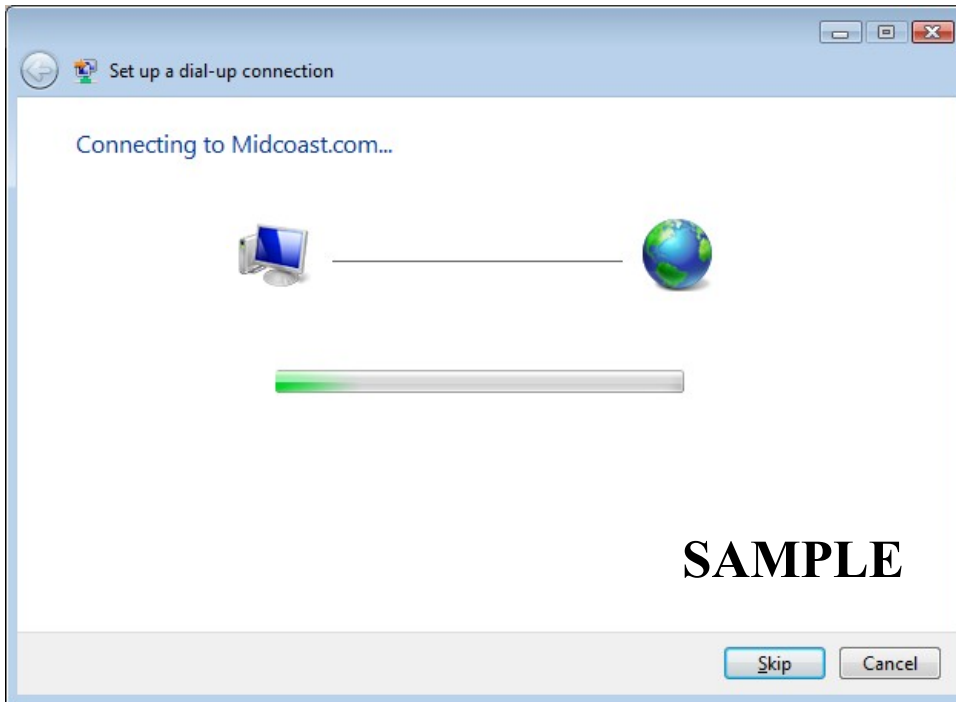 Set up a dial-up connection
Connecting to Midcoast.com...
SAMPLE
Skip
Cancel